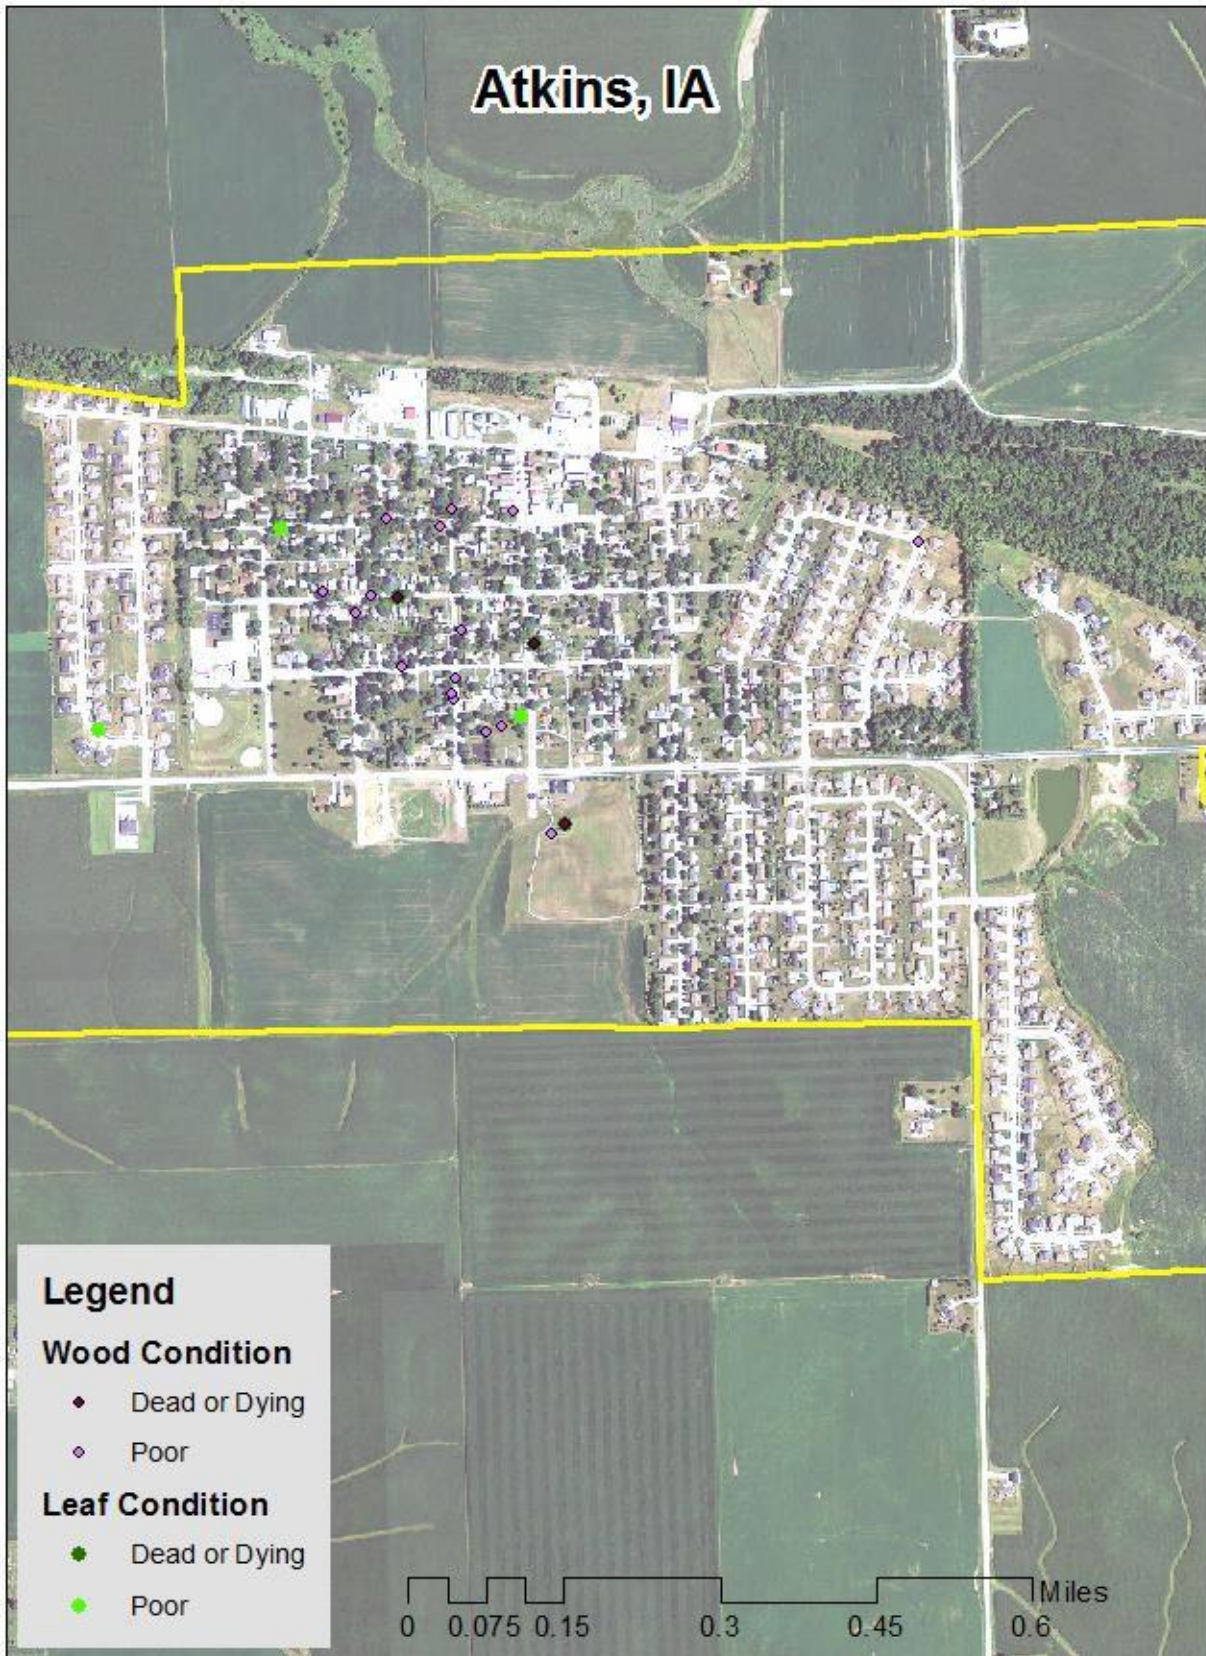 Atkins, IA
Legend
Wood Condition
Dead or Dying
Poor
Leaf Condition
Dead or Dying
Poor
Miles
0 0.075 0.15 0.3 0.45 0.6